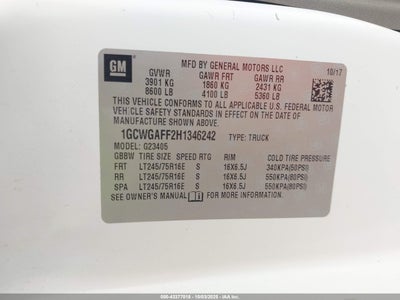 GM
MFD BY GENERAL MOTORS LLC
10/17
GVWR GAWR FRT GAWR RR
3901 KG 1860 KG 2431 KG
8600 LB 4100 LB 5360 LB
THIS VEHICLE CONFORMS TO ALL APPLICABLE U.S. FEDERAL MOTOR
VEHICLE SAFETY STANDARDS IN EFFECT ON THE DATE OF
MANUFACTURE SHOWN ABOVE.
1GCWGAFF2H1346242 TYPE: TRUCK
MODEL: G23405
GBBW TIRE SIZE SPEED RTG RIM COLD TIRE PRESSURE
FRT LT245/75R16E S 16X6.5J 340KPA(50PSI)
RR LT245/75R16E S 16X6.5J 550KPA(80PSI)
SPA LT245/75R16E S 16X6.5J 550KPA(80PSI)
SEE OWNER'S MANUAL FOR MORE INFORMATION.